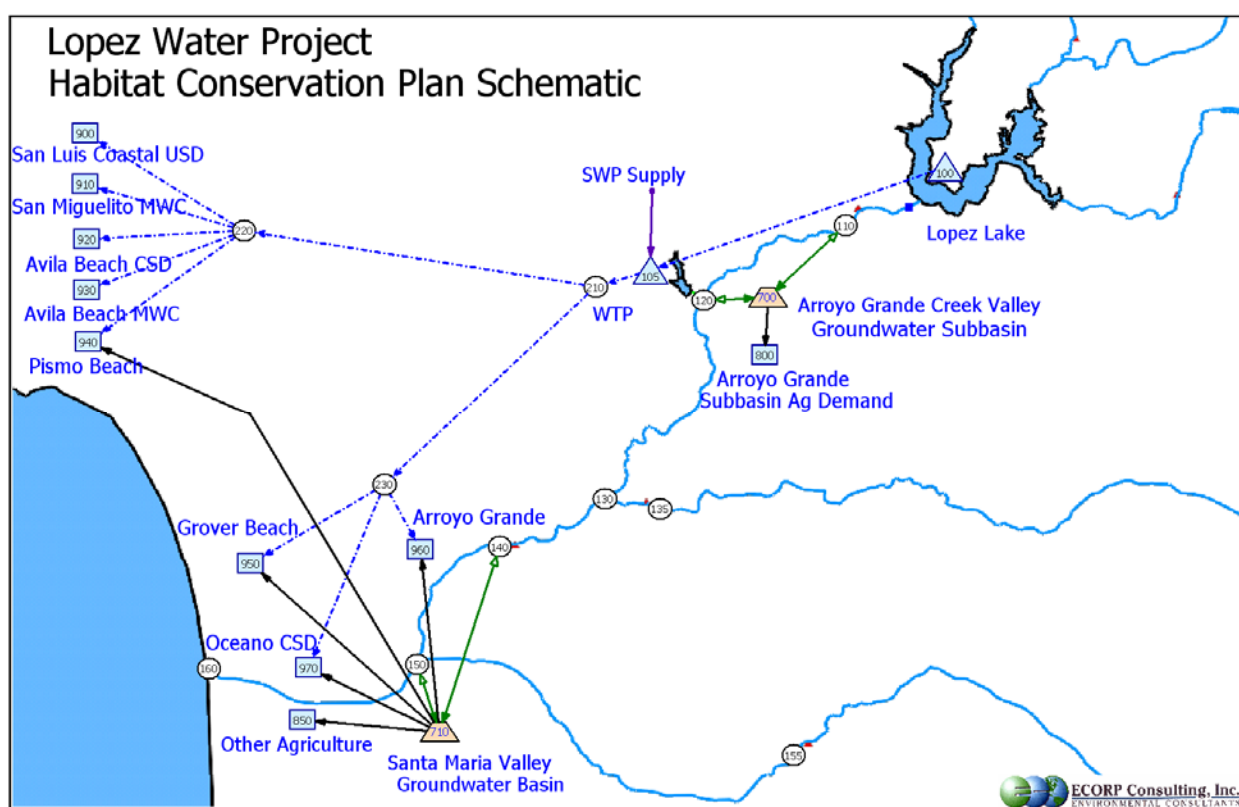 Lopez Water Project
Habitat Conservation Plan Schematic
900
San Luis Coastal USD
910
San Miguelito MWC
920
Avila Beach CSD
930
Avila Beach MWC
940
Pismo Beach
220
SWP Supply
105
210
WTP
100
Lopez Lake
110
120
700
Arroyo Grande Creek Valley
Groundwater Subbasin
800
Arroyo Grande
Subbasin Ag Demand
230
130
135
Grover Beach
950
Arroyo Grande
960
140
Oceano CSD
970
150
160
850
Other Agriculture
710
Santa Maria Valley
Groundwater Basin
155
ECORP Consulting, Inc.
ENVIRONMENTAL CONSULTANTS